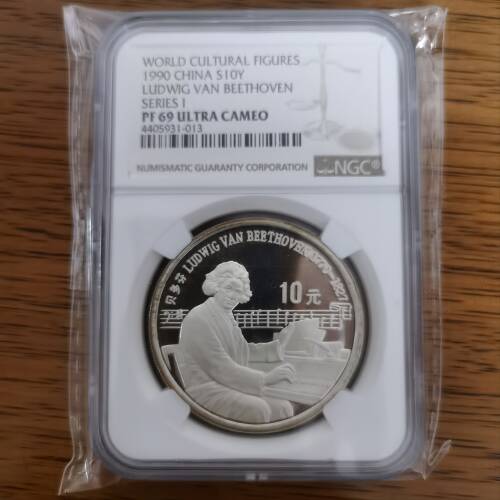 WORLD CULTURAL FIGURES
1990 CHINA S10Y
LUDWIG VAN BEETHOVEN
SERIES I
PF 69 ULTRA CAMEO
4405931-013
NUMISMATIC GUARANTY CORPORATION
NGC®
贝多芬 LUDWIG VAN BEETHOVEN
10元